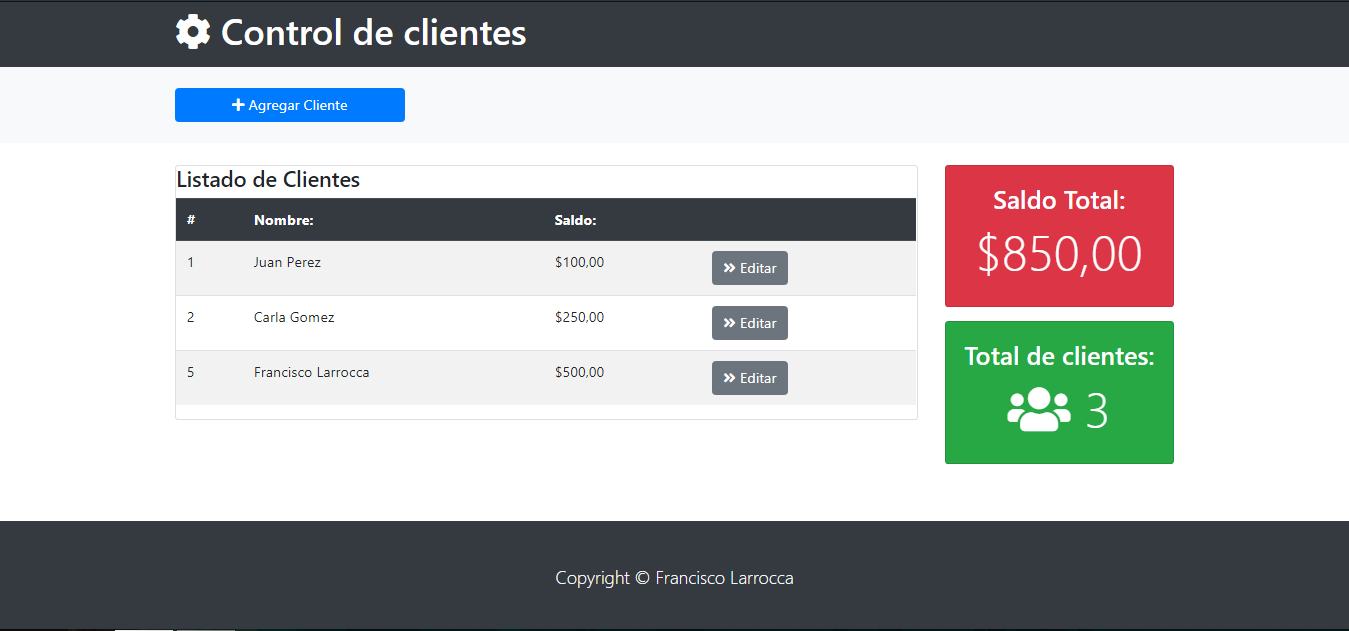 Control de clientes
Agregar Cliente
Listado de Clientes
# Nombre: Saldo:
1 Juan Perez $100,00 Editar
2 Carla Gomez $250,00 Editar
5 Francisco Larrocca $500,00 Editar
Saldo Total:
$850,00
Total de clientes:
3
Copyright © Francisco Larrocca